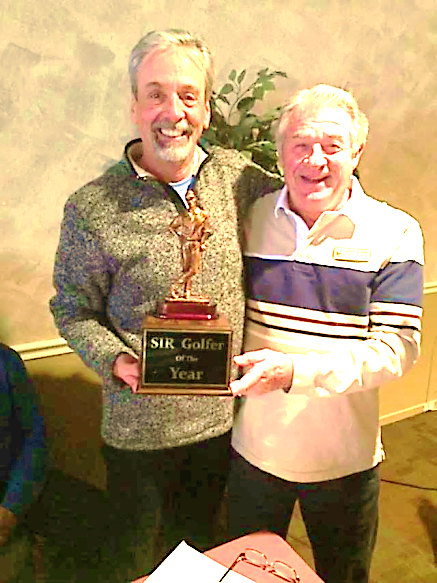 SIR Golfer
Of the
Year